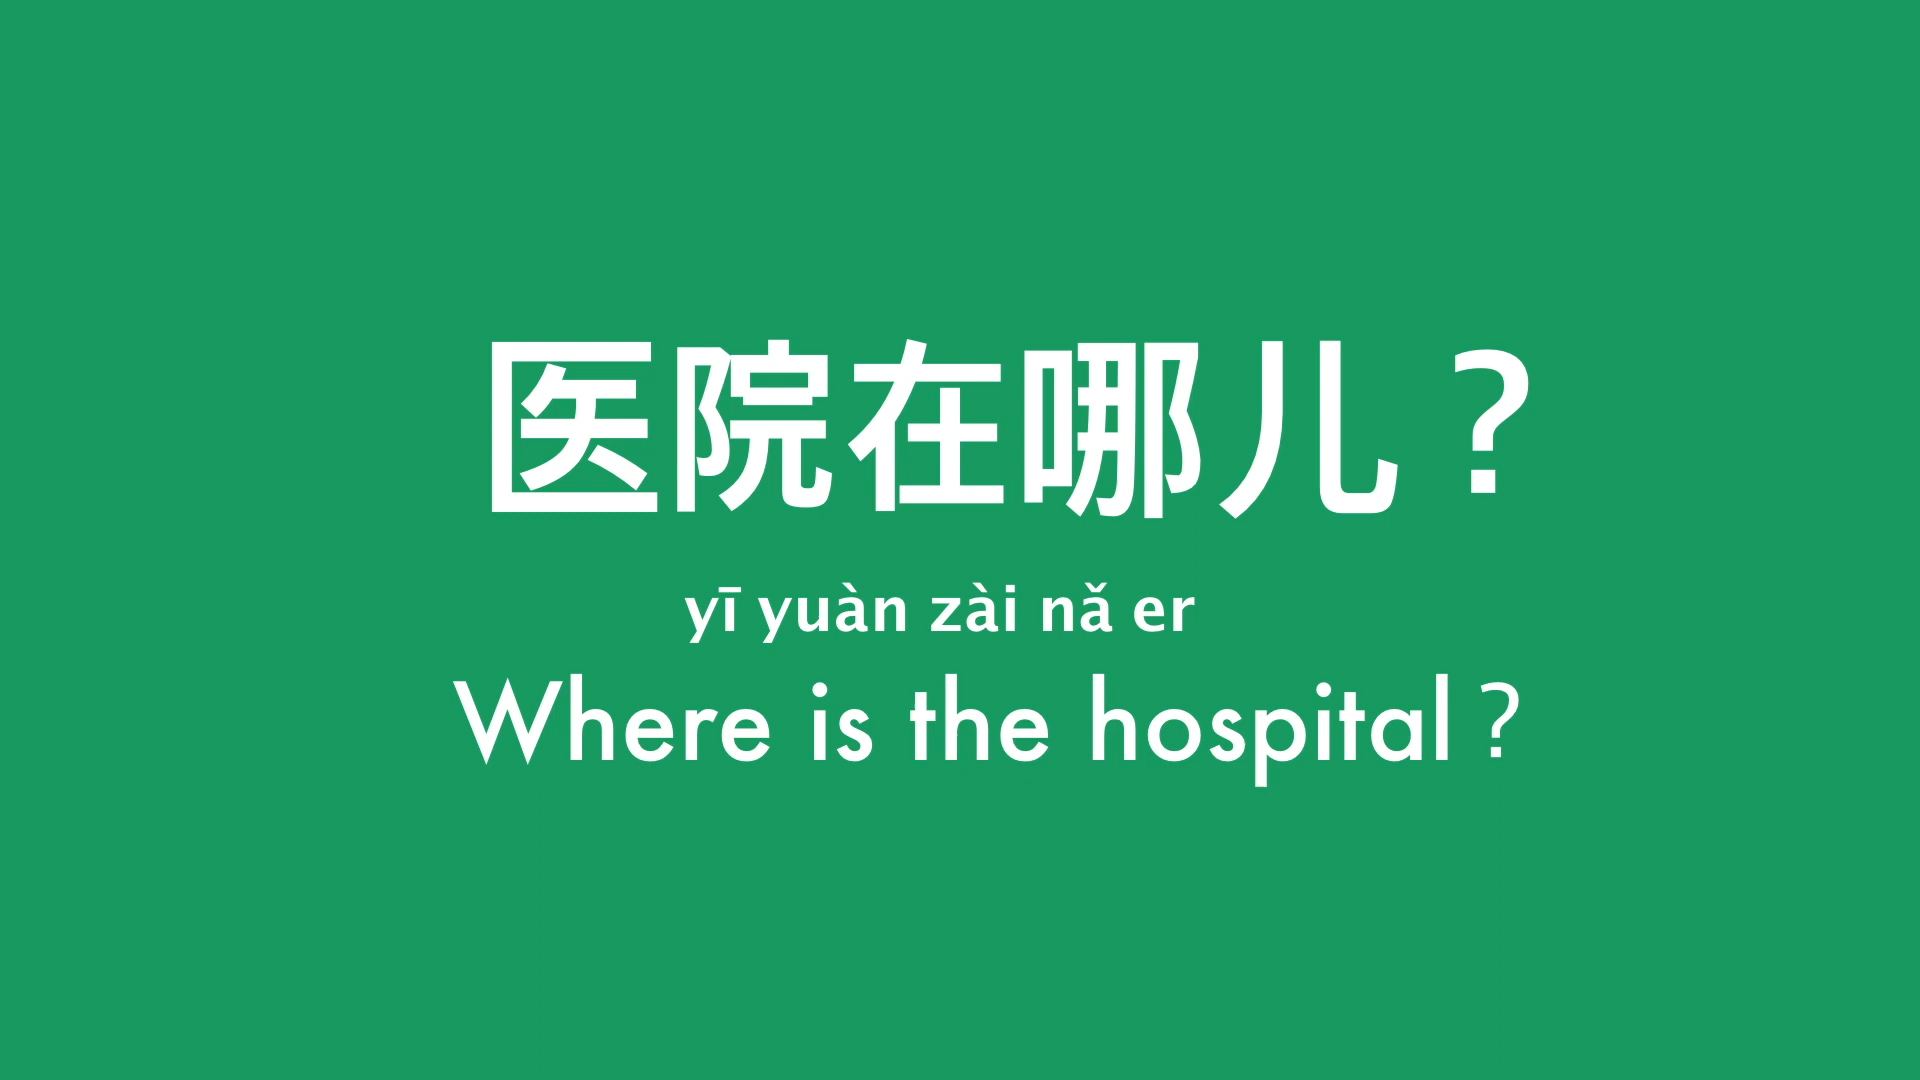 医院在哪儿？
yī yuàn zài nǎ er
Where is the hospital？